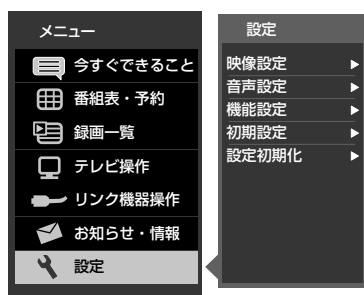 メニュー
今すぐできること
番組表・予約
録画一覧
テレビ操作
リンク機器操作
お知らせ・情報
設定
設定
映像設定
音声設定
機能設定
初期設定
設定初期化